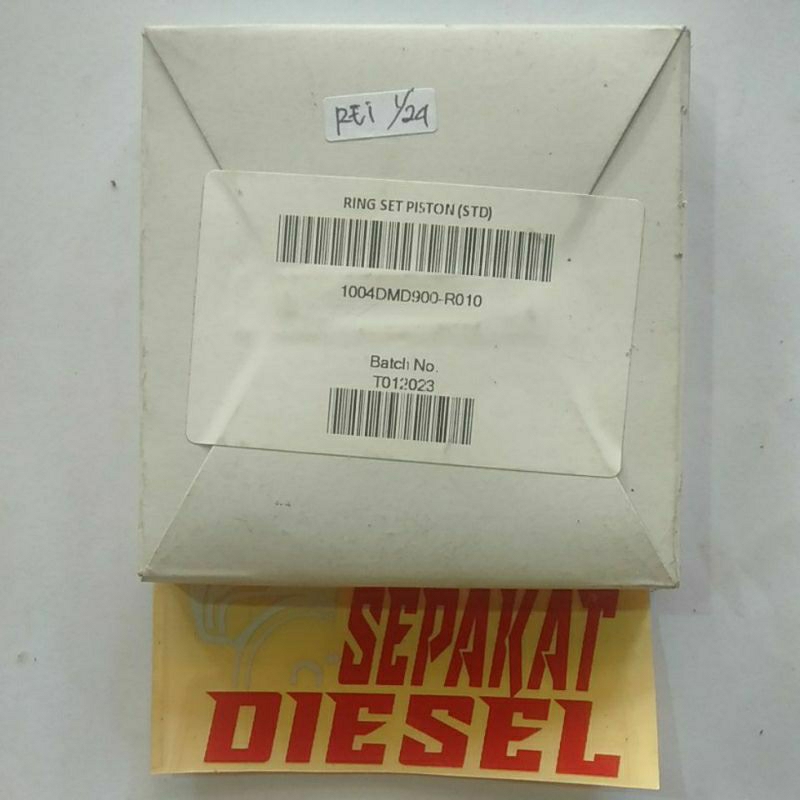 REi 1/24
RING SET PISTON (STD)
1004DMD900-R010
Batch No.
T012023
SEPAKAT
DIESEL